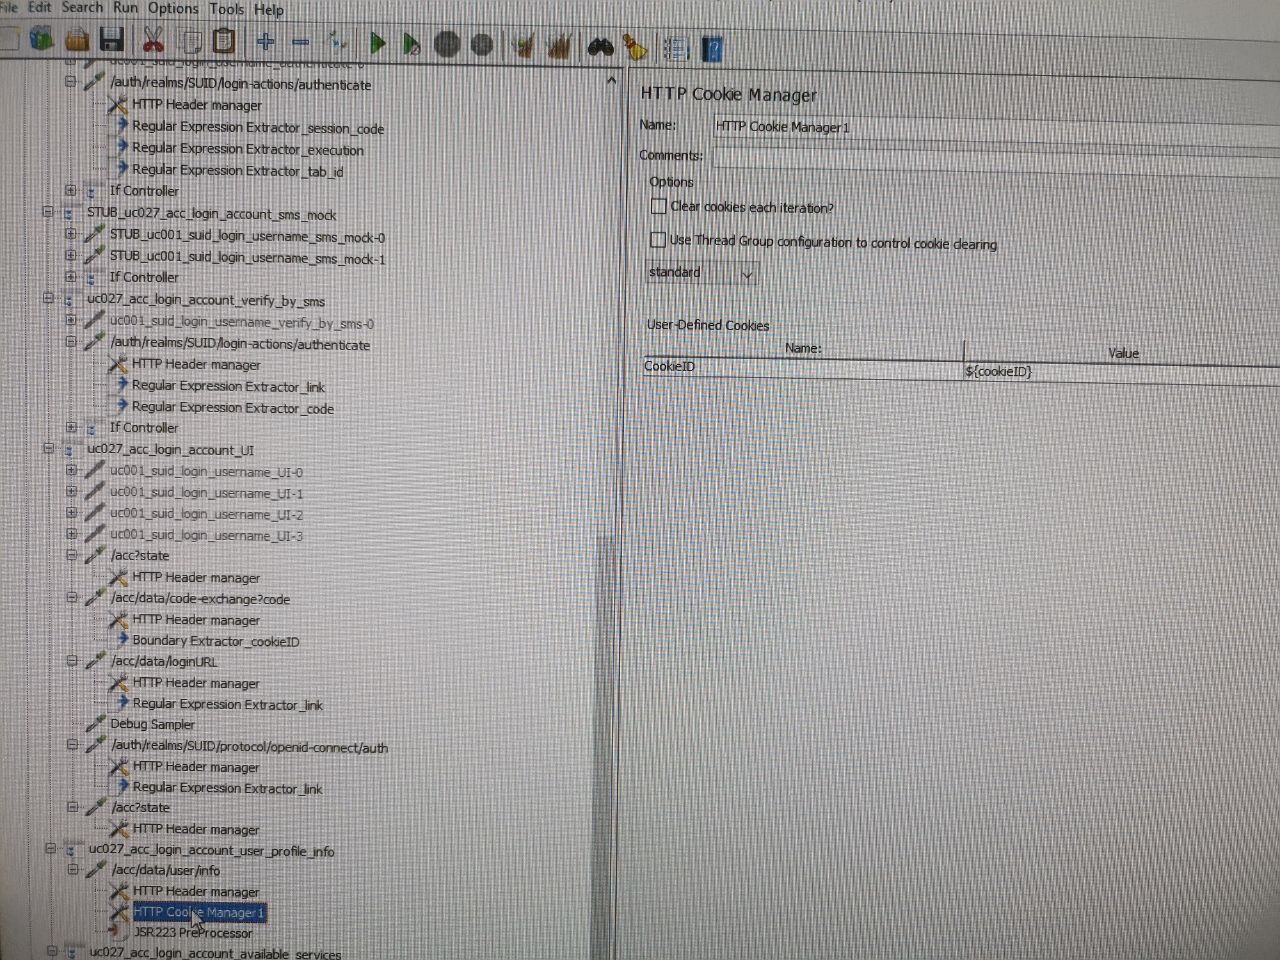 File Edit Search Run Options Tools Help
/auth/realms/SUID/login-actions/authenticate
HTTP Header manager
Regular Expression Extractor_session_code
Regular Expression Extractor_execution
Regular Expression Extractor_tab_id
If Controller
STUB_uc027_acc_login_account_sms_mock
STUB_uc001_suid_login_username_sms_mock-0
STUB_uc001_suid_login_username_sms_mock-1
If Controller
uc027_acc_login_account_verify_by_sms
uc001_suid_login_username_verify_by_sms-0
/auth/realms/SUID/login-actions/authenticate
HTTP Header manager
Regular Expression Extractor_link
Regular Expression Extractor_code
If Controller
uc027_acc_login_account_UI
uc001_suid_login_username_UI-0
uc001_suid_login_username_UI-1
uc001_suid_login_username_UI-2
uc001_suid_login_username_UI-3
/acc?state
HTTP Header manager
/acc/data/code-exchange?code
HTTP Header manager
Boundary Extractor_cookieID
/acc/data/loginURL
HTTP Header manager
Regular Expression Extractor_link
Debug Sampler
/auth/realms/SUID/protocol/openid-connect/auth
HTTP Header manager
Regular Expression Extractor_link
/acc?state
HTTP Header manager
uc027_acc_login_account_user_profile_info
/acc/data/user/info
HTTP Header manager
HTTP Cookie Manager1
JSR223 PreProcessor
uc027_acc_login_account_available_services
HTTP Cookie Manager
Name: HTTP Cookie Manager1
Comments:
Options
Clear cookies each iteration?
Use Thread Group configuration to control cookie clearing
standard
User-Defined Cookies
Name: Value
CookieID ${cookieID}